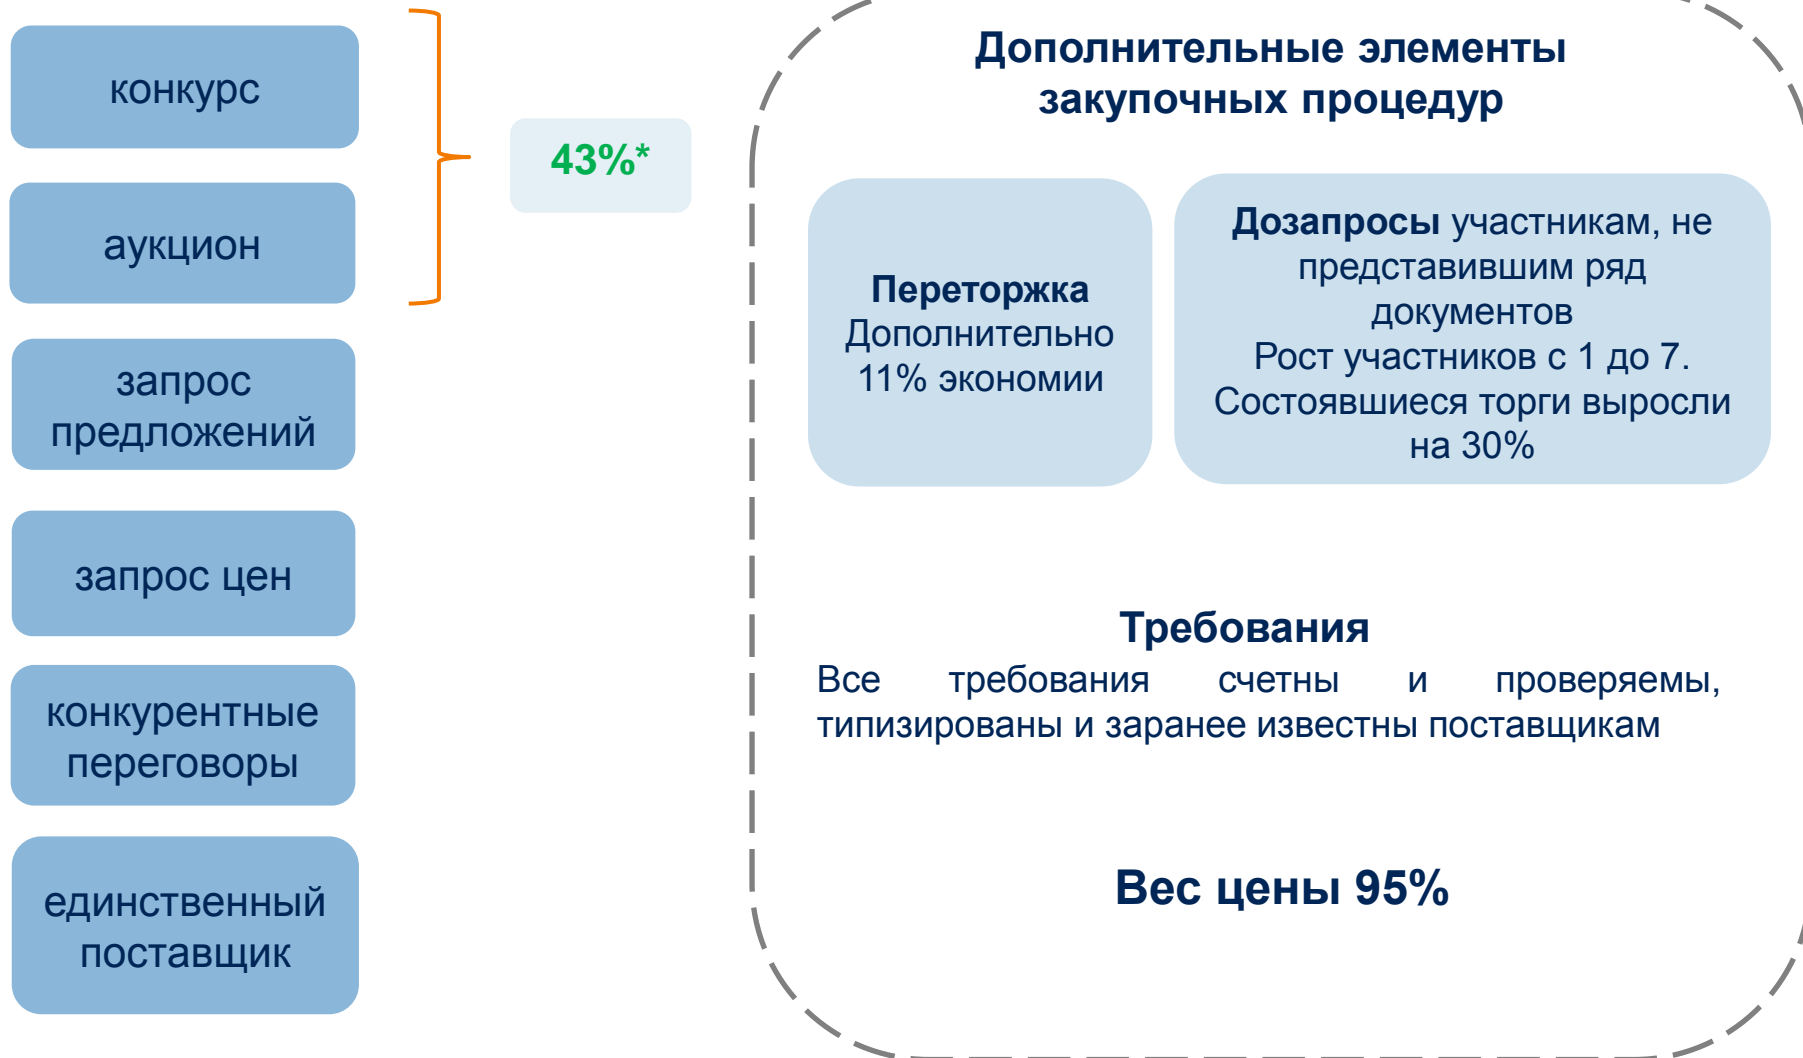 конкурс
аукцион
43%*
запрос
предложений
запрос цен
конкурентные
переговоры
единственный
поставщик
Дополнительные элементы
закупочных процедур
Переторжка
Дополнительно
11% экономии
Дозапросы участникам, не
представившим ряд
документов
Рост участников с 1 до 7.
Состоявшиеся торги выросли
на 30%
Требования
Все требования счетны и проверяемы,
типизированы и заранее известны поставщикам
Вес цены 95%